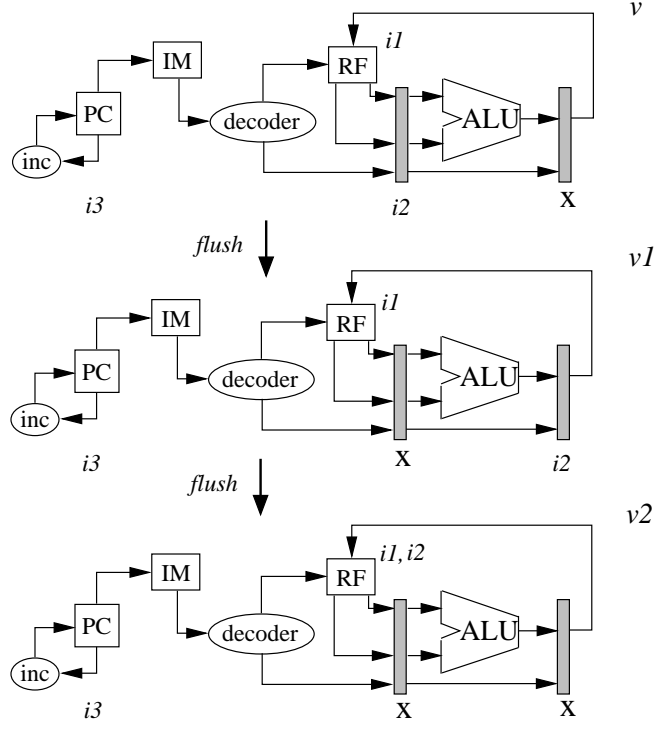 v
i1
IM
RF
PC
decoder
ALU
inc
i3
i2
X
flush
v1
i1
IM
RF
PC
decoder
ALU
inc
i3
X
i2
flush
v2
i1, i2
IM
RF
PC
decoder
ALU
inc
i3
X
X